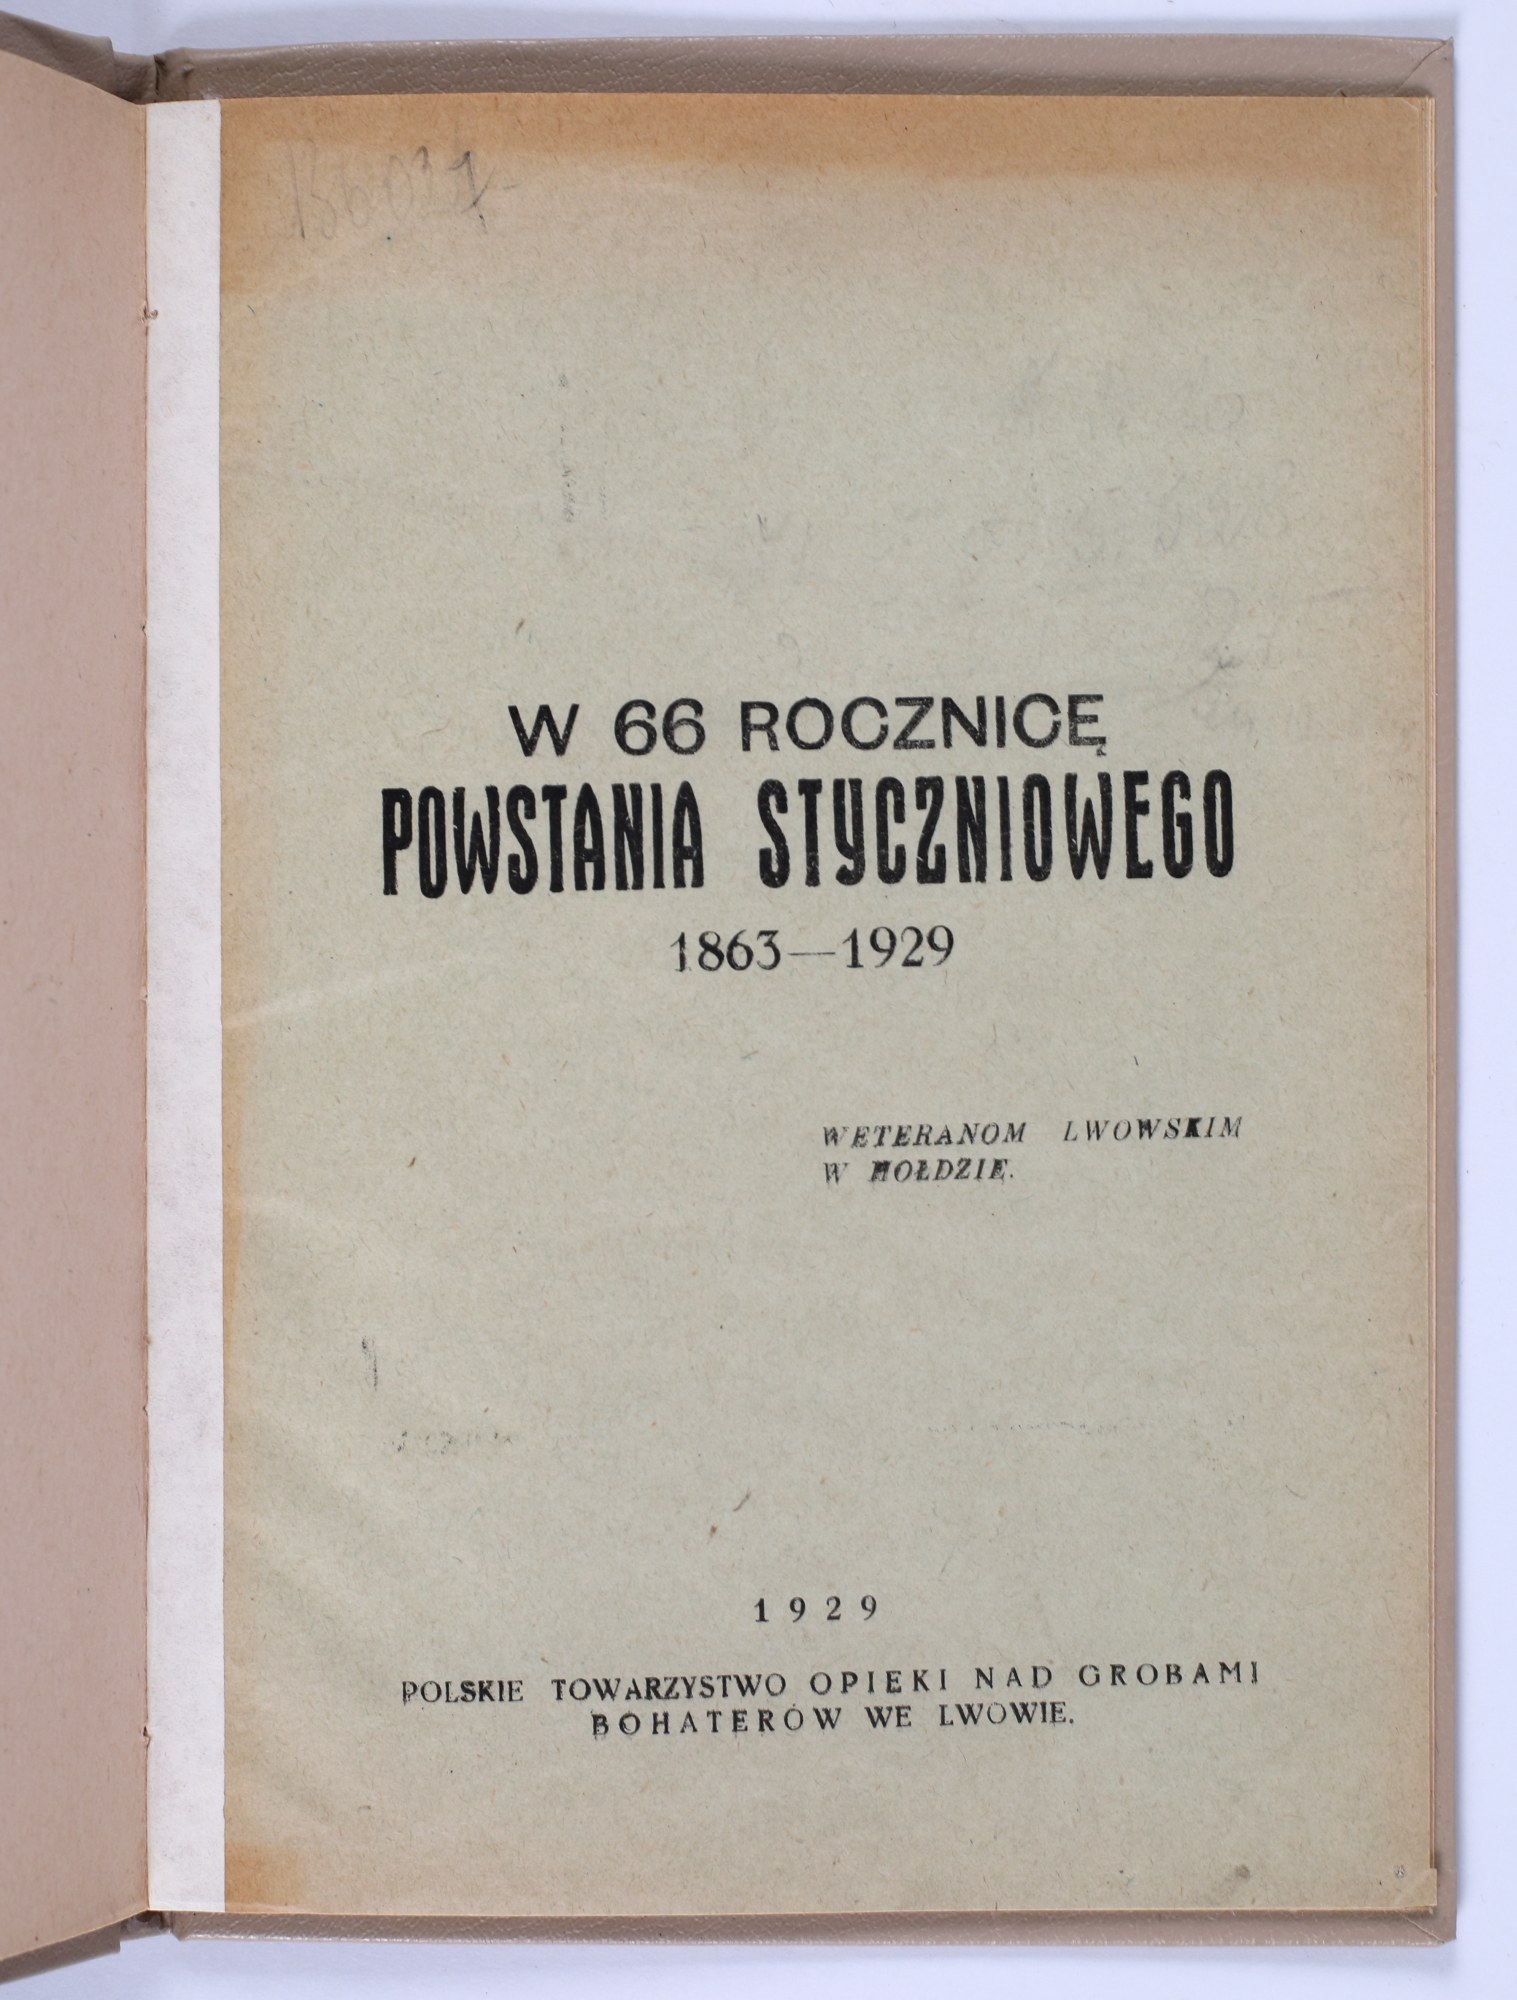 W 66 ROCZNICĘ
POWSTANIA STYCZNIOWEGO
1863—1929
WETERANOM LWOWSKIM
W HOŁDZIE.
1929
POLSKIE TOWARZYSTWO OPIEKI NAD GROBAMI
BOHATERÓW WE LWOWIE.